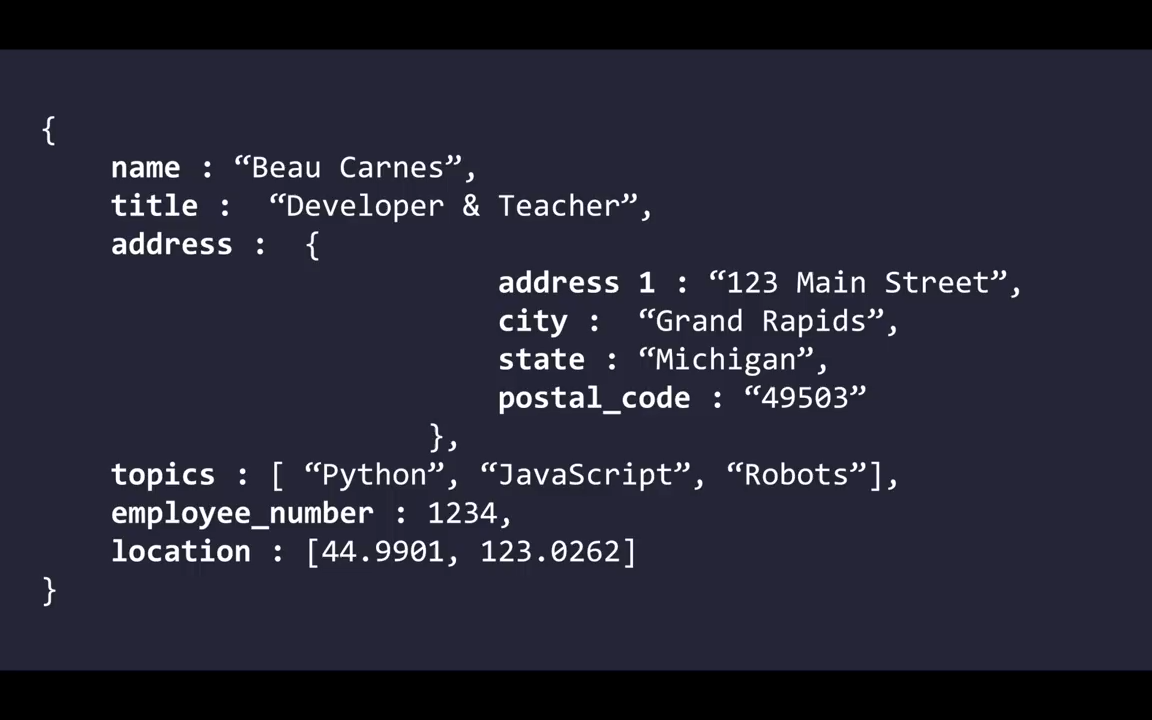 {
name : “Beau Carnes”,
title :  “Developer & Teacher”,
address :  {
address 1 : “123 Main Street”,
city :  “Grand Rapids”,
state : “Michigan”,
postal_code : “49503”
},
topics : [ “Python”, “JavaScript”, “Robots”],
employee_number : 1234,
location : [44.9901, 123.0262]
}